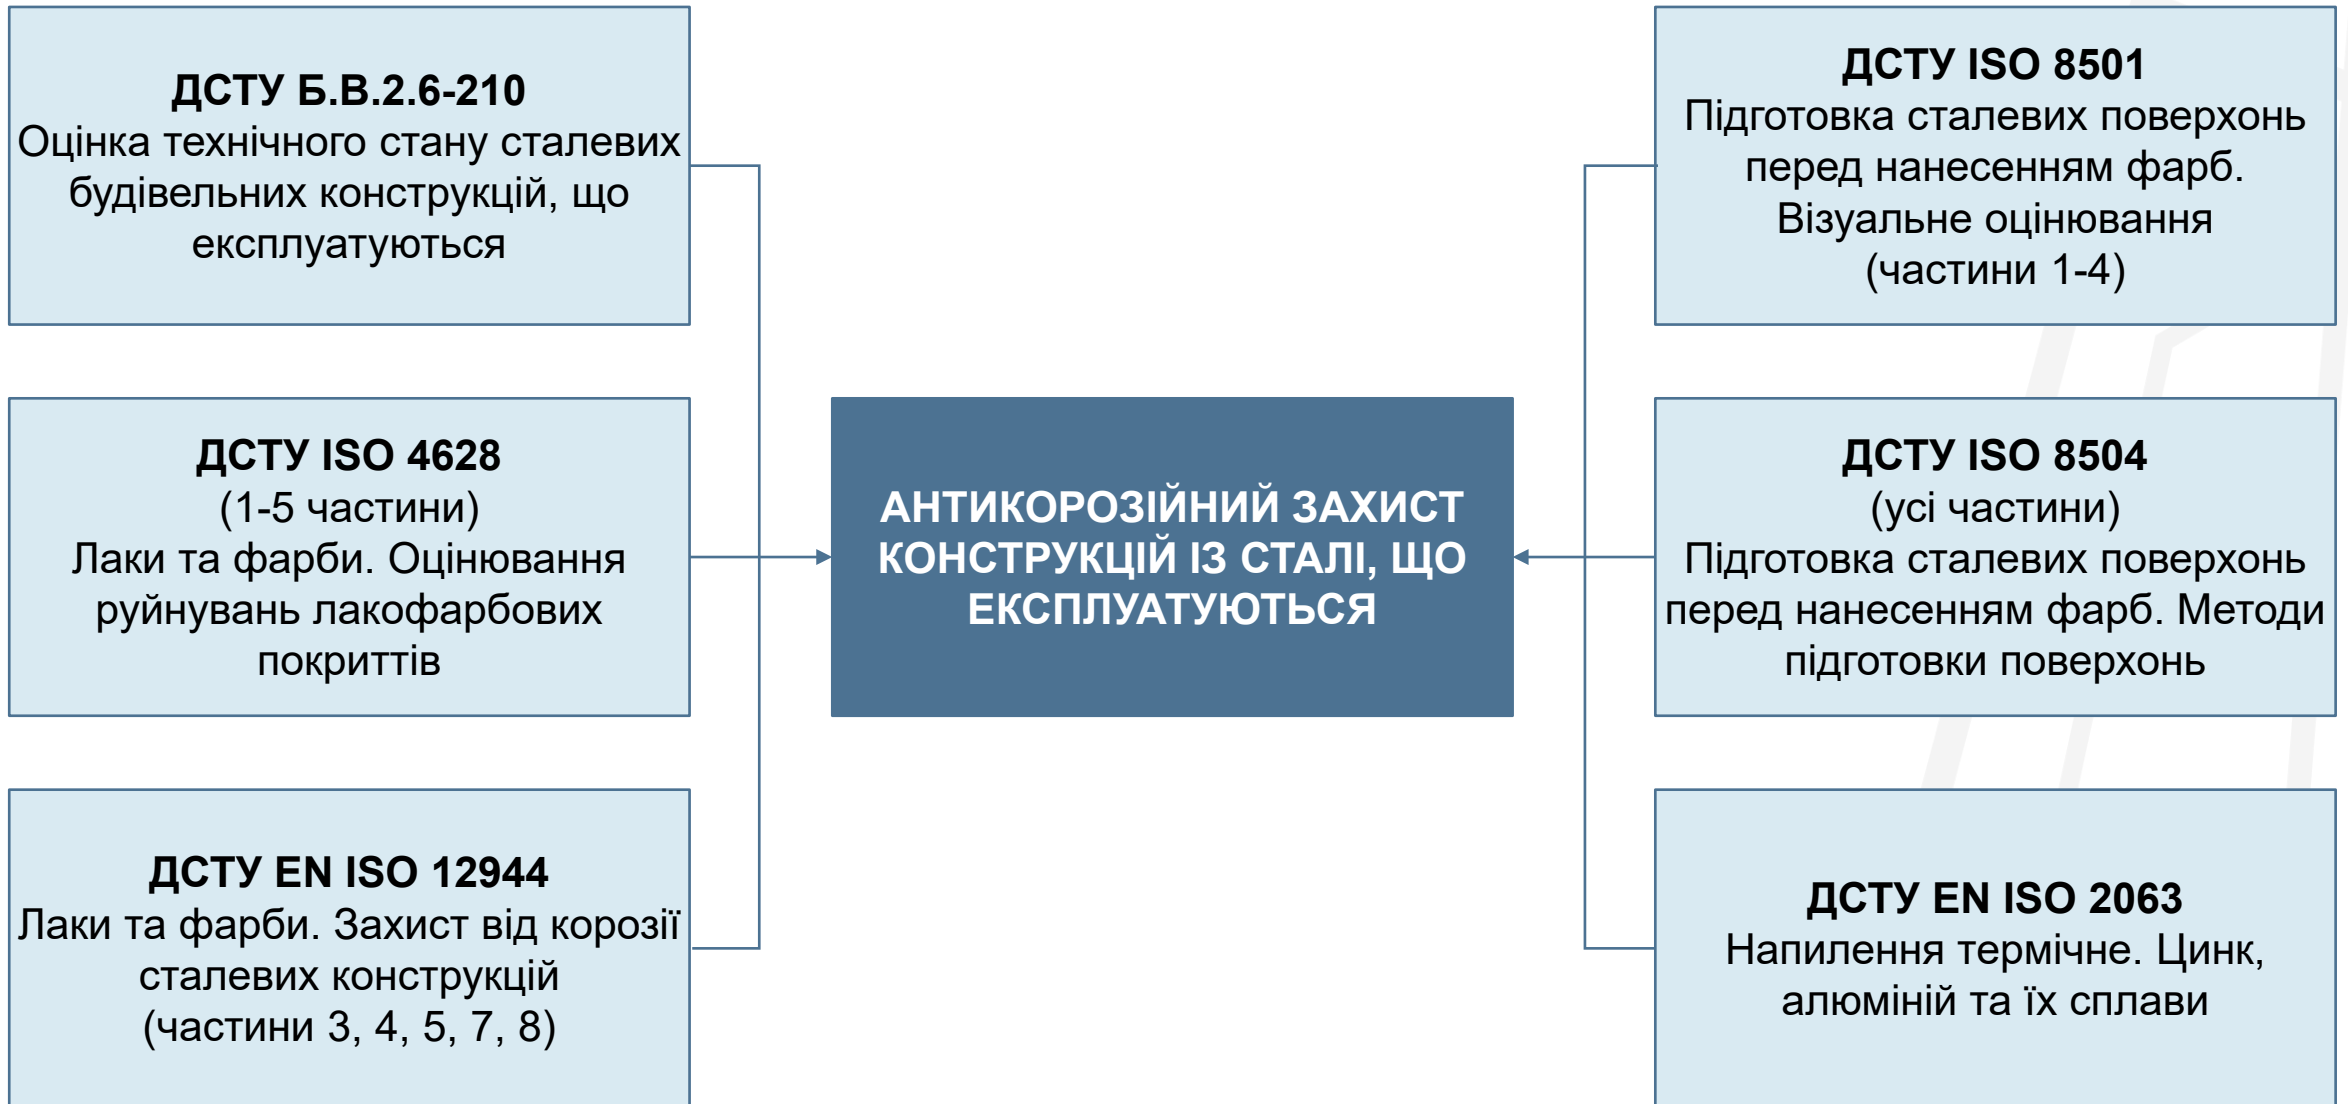 ДСТУ Б.В.2.6-210
Оцінка технічного стану сталевих
будівельних конструкцій, що
експлуатуються
ДСТУ ISO 4628
(1-5 частини)
Лаки та фарби. Оцінювання
руйнувань лакофарбових
покриттів
ДСТУ EN ISO 12944
Лаки та фарби. Захист від корозії
сталевих конструкцій
(частини 3, 4, 5, 7, 8)
АНТИКОРОЗІЙНИЙ ЗАХИСТ
КОНСТРУКЦІЙ ІЗ СТАЛІ, ЩО
ЕКСПЛУАТУЮТЬСЯ
ДСТУ ISO 8501
Підготовка сталевих поверхонь
перед нанесенням фарб.
Візуальне оцінювання
(частини 1-4)
ДСТУ ISO 8504
(усі частини)
Підготовка сталевих поверхонь
перед нанесенням фарб. Методи
підготовки поверхонь
ДСТУ EN ISO 2063
Напилення термічне. Цинк,
алюміній та їх сплави